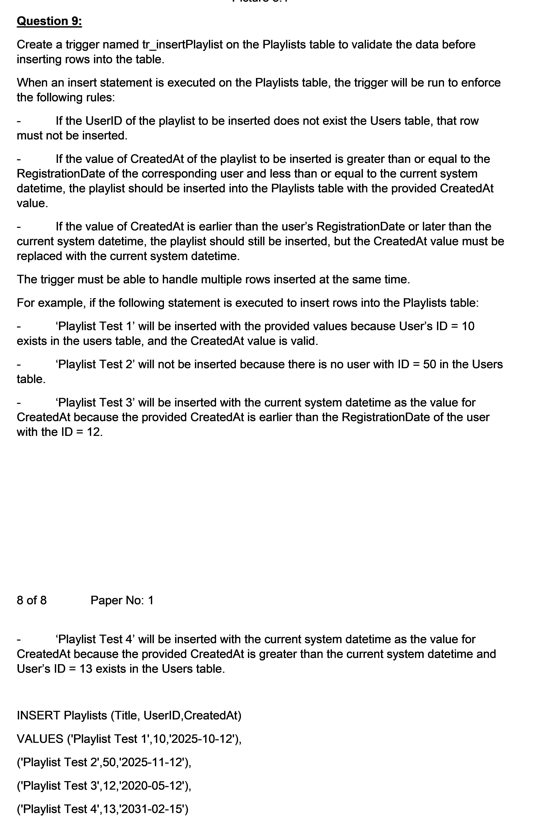 Question 9:
Create a trigger named tr_insertPlaylist on the Playlists table to validate the data before
inserting rows into the table.
When an insert statement is executed on the Playlists table, the trigger will be run to enforce
the following rules:
- If the UserID of the playlist to be inserted does not exist the Users table, that row
must not be inserted.
- If the value of CreatedAt of the playlist to be inserted is greater than or equal to the
RegistrationDate of the corresponding user and less than or equal to the current system
datetime, the playlist should be inserted into the Playlists table with the provided CreatedAt
value.
- If the value of CreatedAt is earlier than the user's RegistrationDate or later than the
current system datetime, the playlist should still be inserted, but the CreatedAt value must be
replaced with the current system datetime.
The trigger must be able to handle multiple rows inserted at the same time.
For example, if the following statement is executed to insert rows into the Playlists table:
- 'Playlist Test 1' will be inserted with the provided values because User's ID = 10
exists in the users table, and the CreatedAt value is valid.
- 'Playlist Test 2' will not be inserted because there is no user with ID = 50 in the Users
table.
- 'Playlist Test 3' will be inserted with the current system datetime as the value for
CreatedAt because the provided CreatedAt is earlier than the RegistrationDate of the user
with the ID = 12.
8 of 8 Paper No: 1
- 'Playlist Test 4' will be inserted with the current system datetime as the value for
CreatedAt because the provided CreatedAt is greater than the current system datetime and
User's ID = 13 exists in the Users table.
INSERT Playlists (Title, UserID,CreatedAt)
VALUES ('Playlist Test 1',10,'2025-10-12'),
('Playlist Test 2',50,'2025-11-12'),
('Playlist Test 3',12,'2020-05-12'),
('Playlist Test 4',13,'2031-02-15')